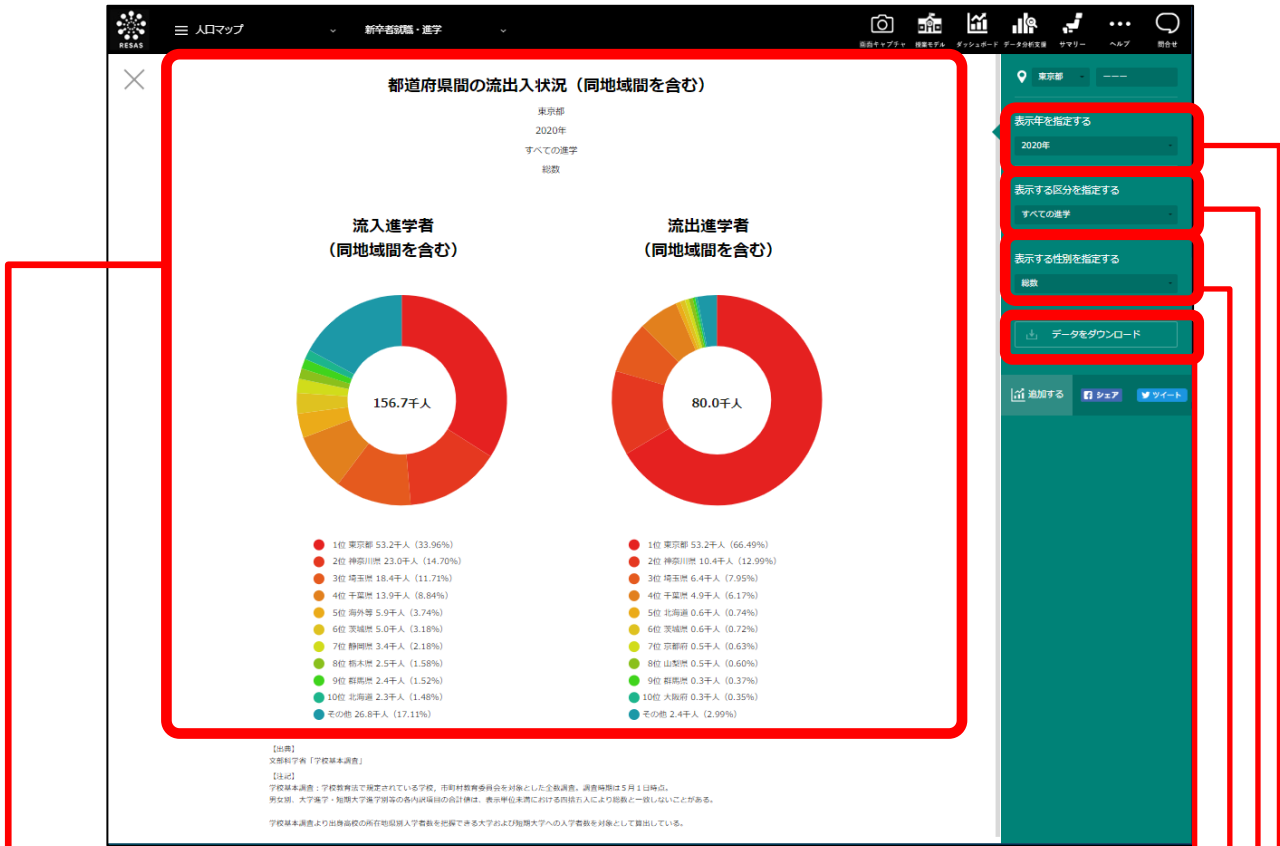 RESAS
人口マップ
新卒者就職・進学
画面キャプチャ
授業モデル
ダッシュボード
データ分析支援
サマリー
ヘルプ
問合せ
都道府県間の流出入状況（同地域間を含む）
東京都
2020年
すべての進学
総数
流入進学者
（同地域間を含む）
156.7千人
1位 東京都 53.2千人（33.96%）
2位 神奈川県 23.0千人（14.70%）
3位 埼玉県 18.4千人（11.71%）
4位 千葉県 13.9千人（8.84%）
5位 海外等 5.9千人（3.74%）
6位 茨城県 5.0千人（3.18%）
7位 静岡県 3.4千人（2.18%）
8位 栃木県 2.5千人（1.58%）
9位 群馬県 2.4千人（1.52%）
10位 北海道 2.3千人（1.48%）
その他 26.8千人（17.11%）
流出進学者
（同地域間を含む）
80.0千人
1位 東京都 53.2千人（66.49%）
2位 神奈川県 10.4千人（12.99%）
3位 埼玉県 6.4千人（7.95%）
4位 千葉県 4.9千人（6.17%）
5位 北海道 0.6千人（0.74%）
6位 茨城県 0.6千人（0.72%）
7位 京都府 0.5千人（0.63%）
8位 山梨県 0.5千人（0.60%）
9位 群馬県 0.3千人（0.37%）
10位 大阪府 0.3千人（0.35%）
その他 2.4千人（2.99%）
【出典】
文部科学省「学校基本調査」
【注記】
学校基本調査：学校教育法で規定されている学校，市町村教育委員会を対象とした全数調査。調査時期は５月１日時点。
男女別、大学進学・短期大学進学別等の各内訳項目の合計値は、表示単位未満における四捨五入により総数と一致しないことがある。
学校基本調査より出身高校の所在地県別入学者数を把握できる大学および短期大学への入学者数を対象として算出している。
東京都
ーーー
表示年を指定する
2020年
表示する区分を指定する
すべての進学
表示する性別を指定する
総数
データをダウンロード
追加する
シェア
ツイート